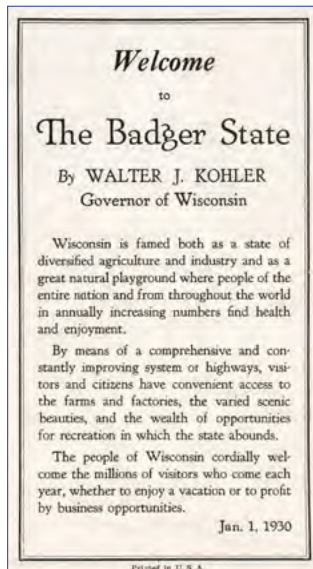 Welcome
to
The Badger State
By WALTER J. KOHLER
Governor of Wisconsin
Wisconsin is famed both as a state of
diversified agriculture and industry and as a
great natural playground where people of the
entire nation and from throughout the world
in annually increasing numbers find health
and enjoyment.
By means of a comprehensive and con-
stantly improving system of highways, visi-
tors and citizens have convenient access to
the farms and factories, the varied scenic
beauties, and the wealth of opportunities
for recreation in which the state abounds.
The people of Wisconsin cordially wel-
come the millions of visitors who come each
year, whether to enjoy a vacation or to profit
by business opportunities.
Jan. 1, 1930
Printed in U. S. A.